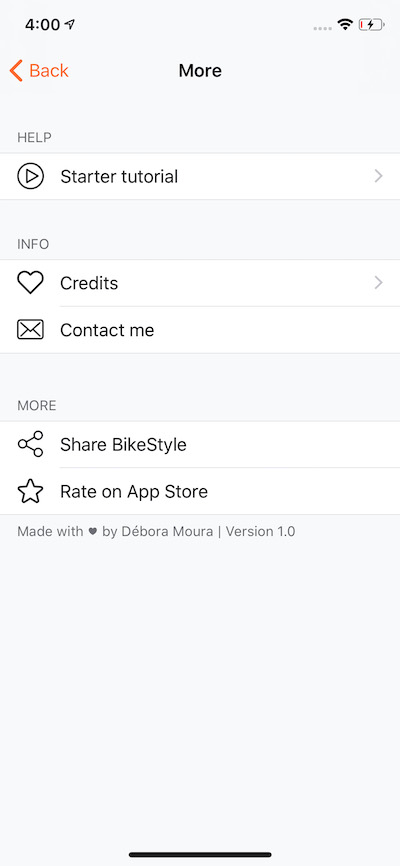 4:00
Back
More
HELP
Starter tutorial
INFO
Credits
Contact me
MORE
Share BikeStyle
Rate on App Store
Made with ♥ by Débora Moura | Version 1.0